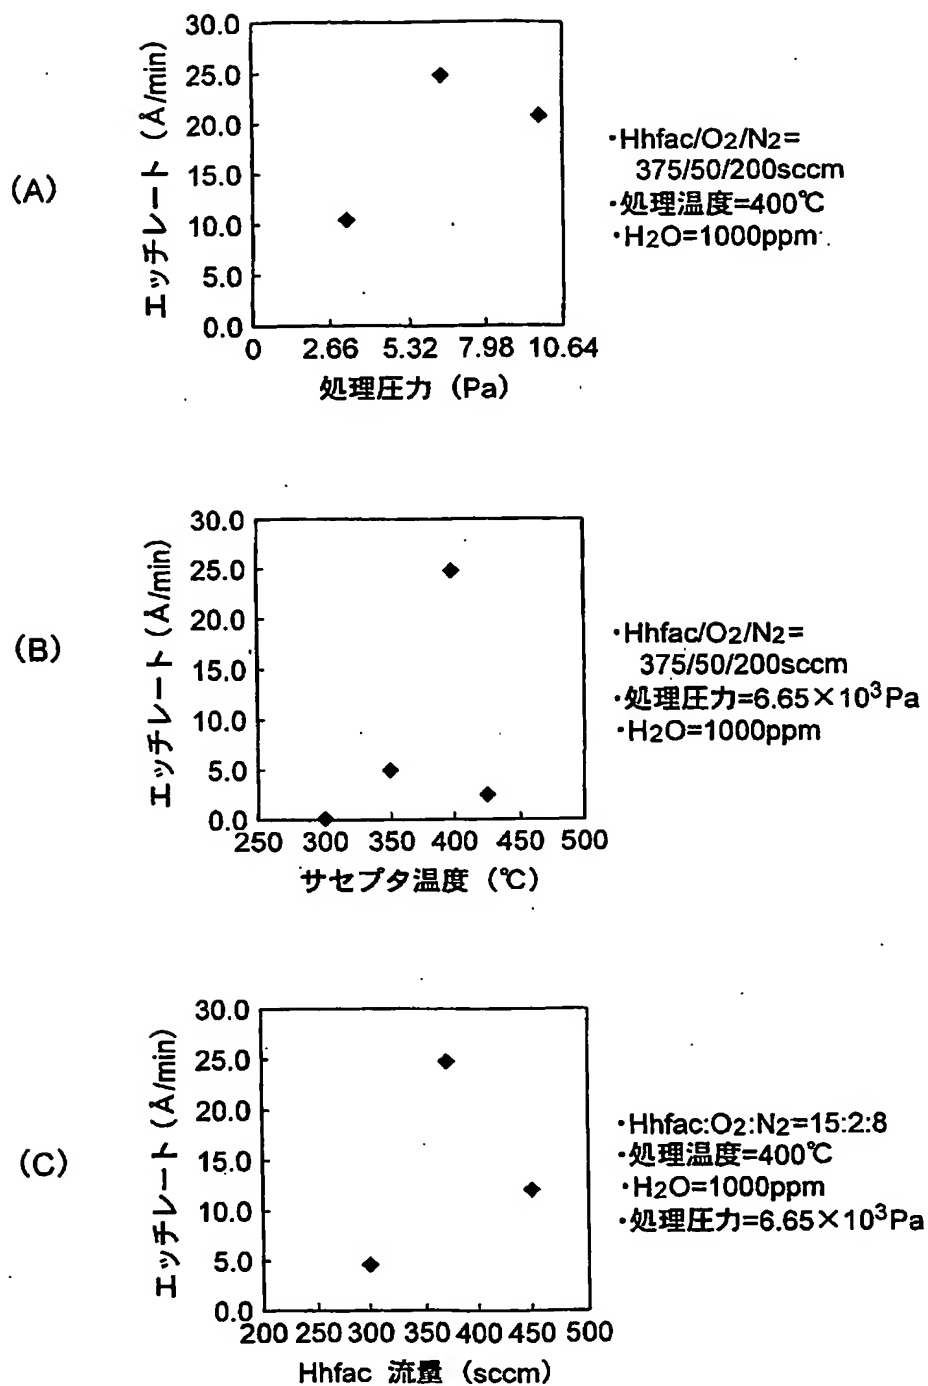 (A)
エッチレート (Å/min)
30.0
25.0
20.0
15.0
10.0
5.0
0.0
0 2.66 5.32 7.98 10.64
処理圧力 (Pa)
・Hhfac/O2/N2=
375/50/200sccm
・処理温度=400℃
・H2O=1000ppm
(B)
エッチレート (Å/min)
30.0
25.0
20.0
15.0
10.0
5.0
0.0
250 300 350 400 450 500
サセプタ温度 (℃)
・Hhfac/O2/N2=
375/50/200sccm
・処理圧力=6.65×10³Pa
・H2O=1000ppm
(C)
エッチレート (Å/min)
30.0
25.0
20.0
15.0
10.0
5.0
0.0
200 250 300 350 400 450 500
Hhfac 流量 (sccm)
・Hhfac:O2:N2=15:2:8
・処理温度=400℃
・H2O=1000ppm
・処理圧力=6.65×10³Pa